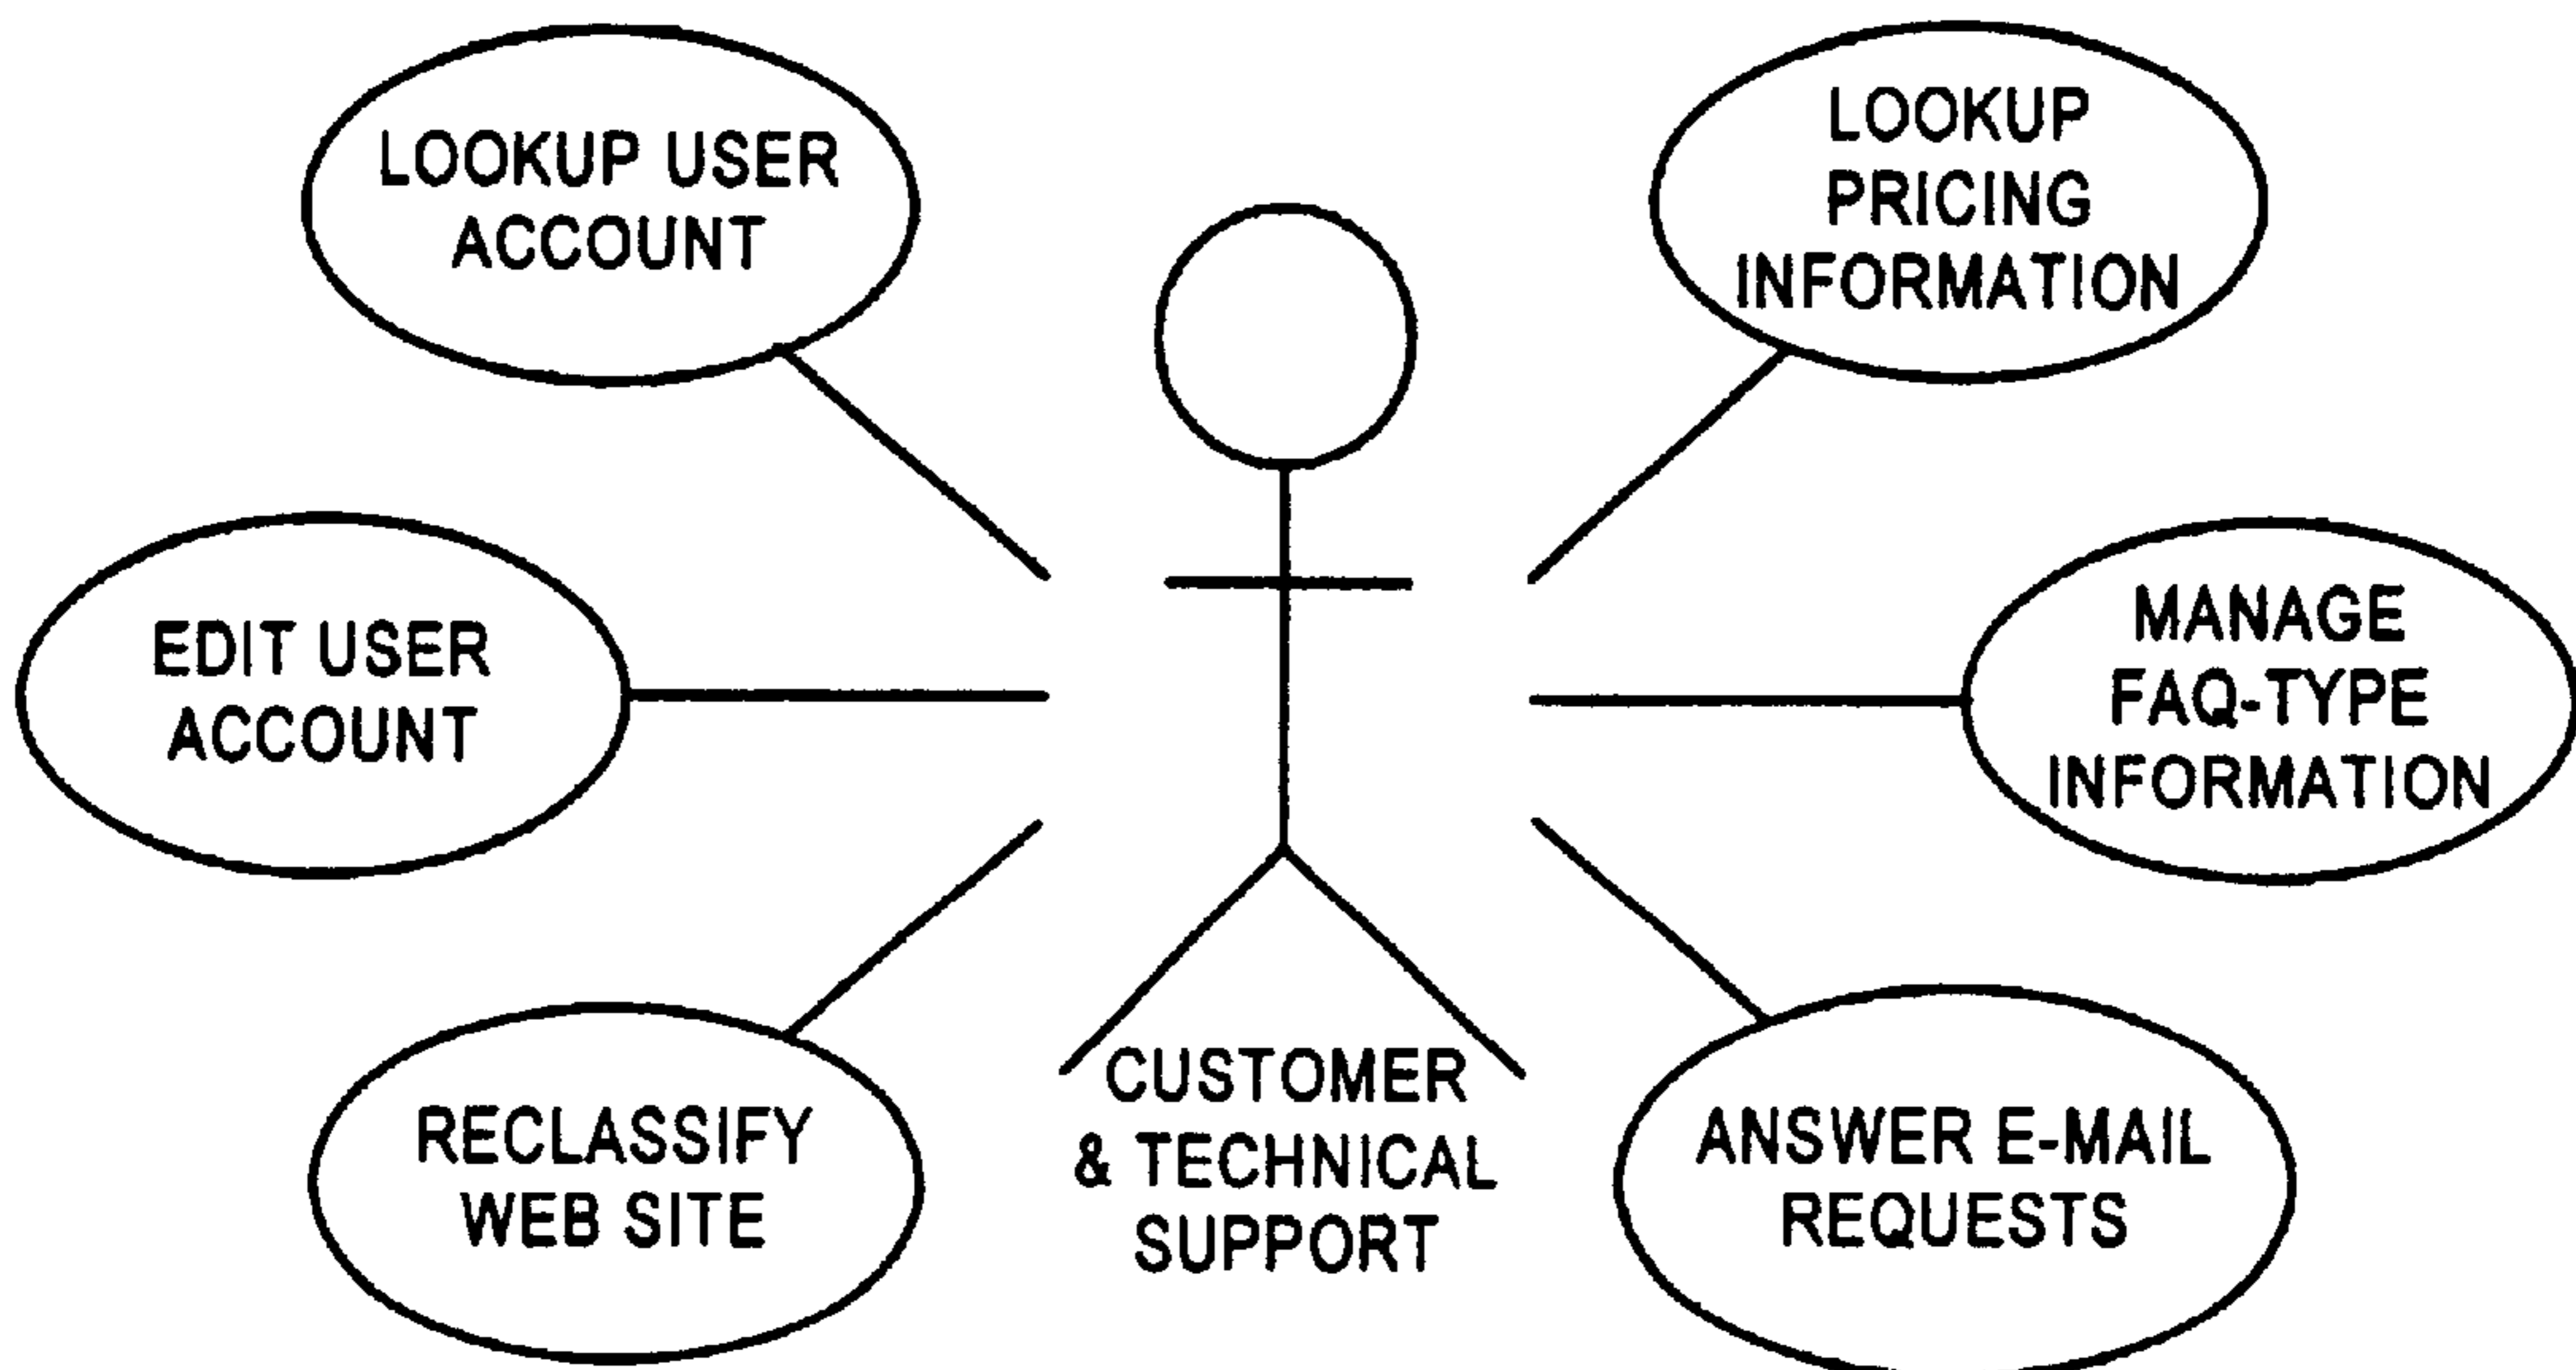 LOOKUP USER
ACCOUNT
LOOKUP
PRICING
INFORMATION
EDIT USER
ACCOUNT
MANAGE
FAQ-TYPE
INFORMATION
RECLASSIFY
WEB SITE
CUSTOMER
& TECHNICAL
SUPPORT
ANSWER E-MAIL
REQUESTS